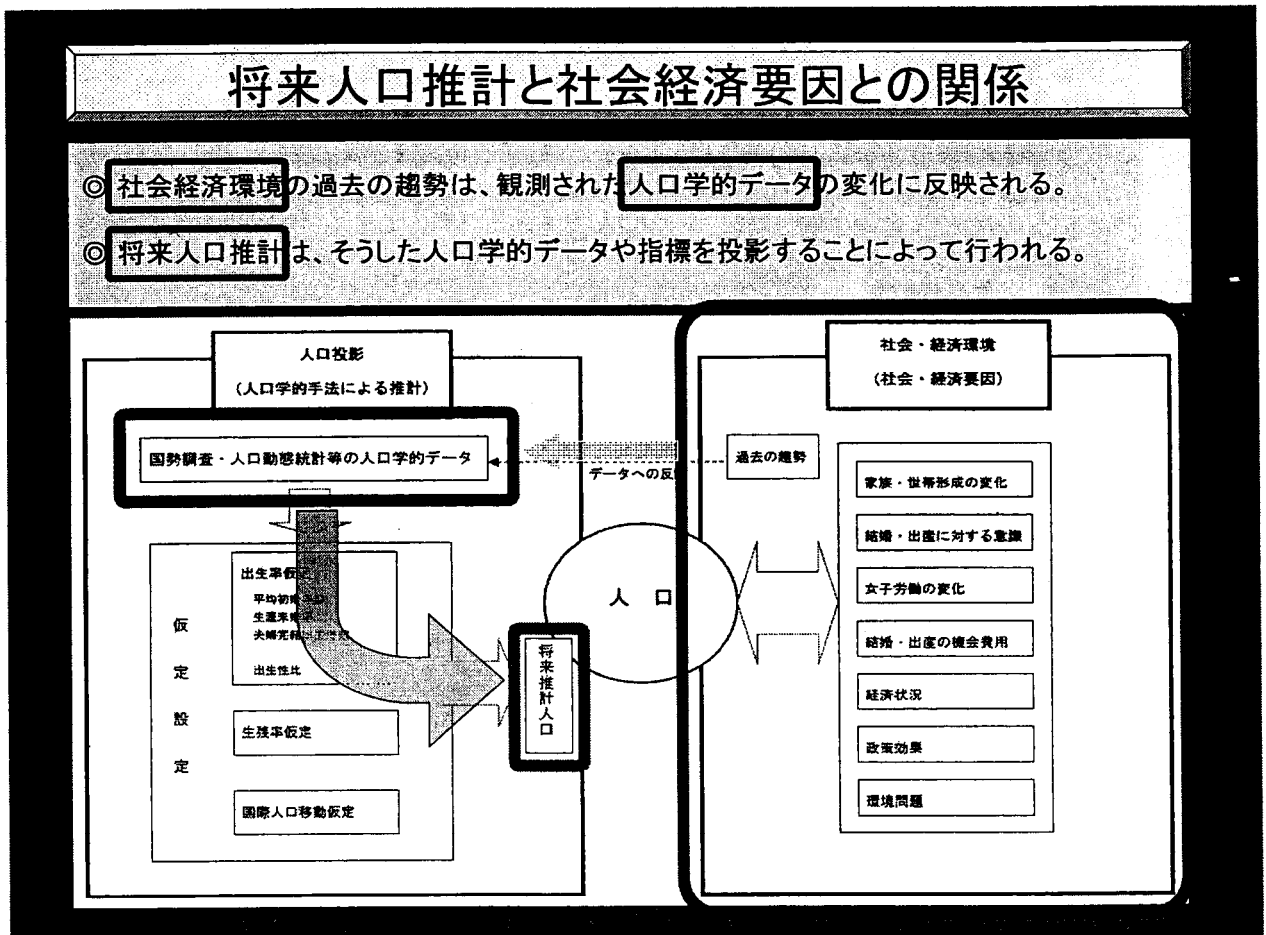 将来人口推計と社会経済要因との関係
◎ 社会経済環境の過去の趨勢は、観測された人口学的データの変化に反映される。
◎ 将来人口推計は、そうした人口学的データや指標を投影することによって行われる。
人口投影
(人口学的手法による推計)
国勢調査・人口動態統計等の人口学的データ
データへの反
仮定設定
出生率仮
平均初
生涯未
夫婦完結
出生性比
生残率仮定
国際人口移動仮定
将来推計人口
人口
社会・経済環境
(社会・経済要因)
過去の趨勢
家族・世帯形成の変化
結婚・出産に対する意識
女子労働の変化
結婚・出産の機会費用
経済状況
政策効果
環境問題